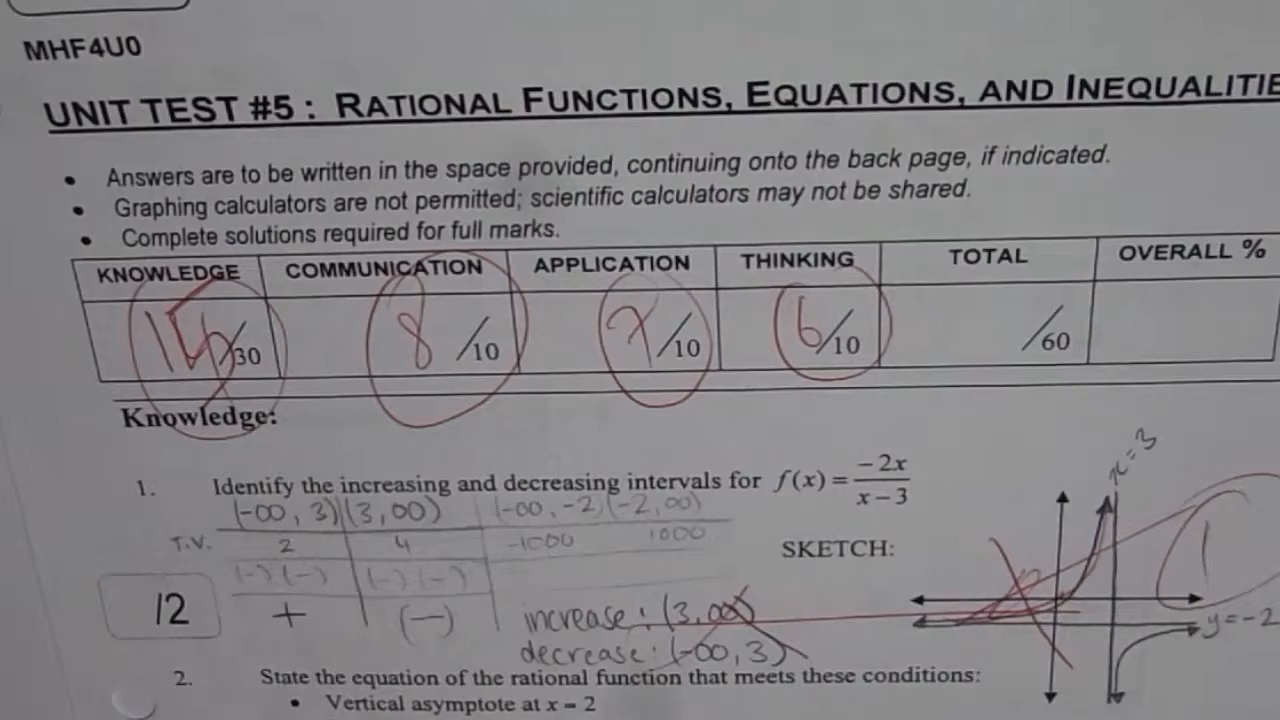 MHF4U0
UNIT TEST #5 : RATIONAL FUNCTIONS, EQUATIONS, AND INEQUALITIE
• Answers are to be written in the space provided, continuing onto the back page, if indicated.
• Graphing calculators are not permitted; scientific calculators may not be shared.
• Complete solutions required for full marks.
KNOWLEDGE COMMUNICATION APPLICATION THINKING TOTAL OVERALL %
/30 8 /10 7 /10 6 /10 /60
Knowledge:
x = 3
1. Identify the increasing and decreasing intervals for f(x) = -2x / x - 3
(-∞, 3) (3, ∞) (-∞, -2) (-2, ∞)
T.V. 2 4 -1000 1000
SKETCH:
(-) (-) (-) (-)
1
/2 + (-) increase: (3, ∞)
y = -2
decrease: (-∞, 3)
2. State the equation of the rational function that meets these conditions:
• Vertical asymptote at x = 2